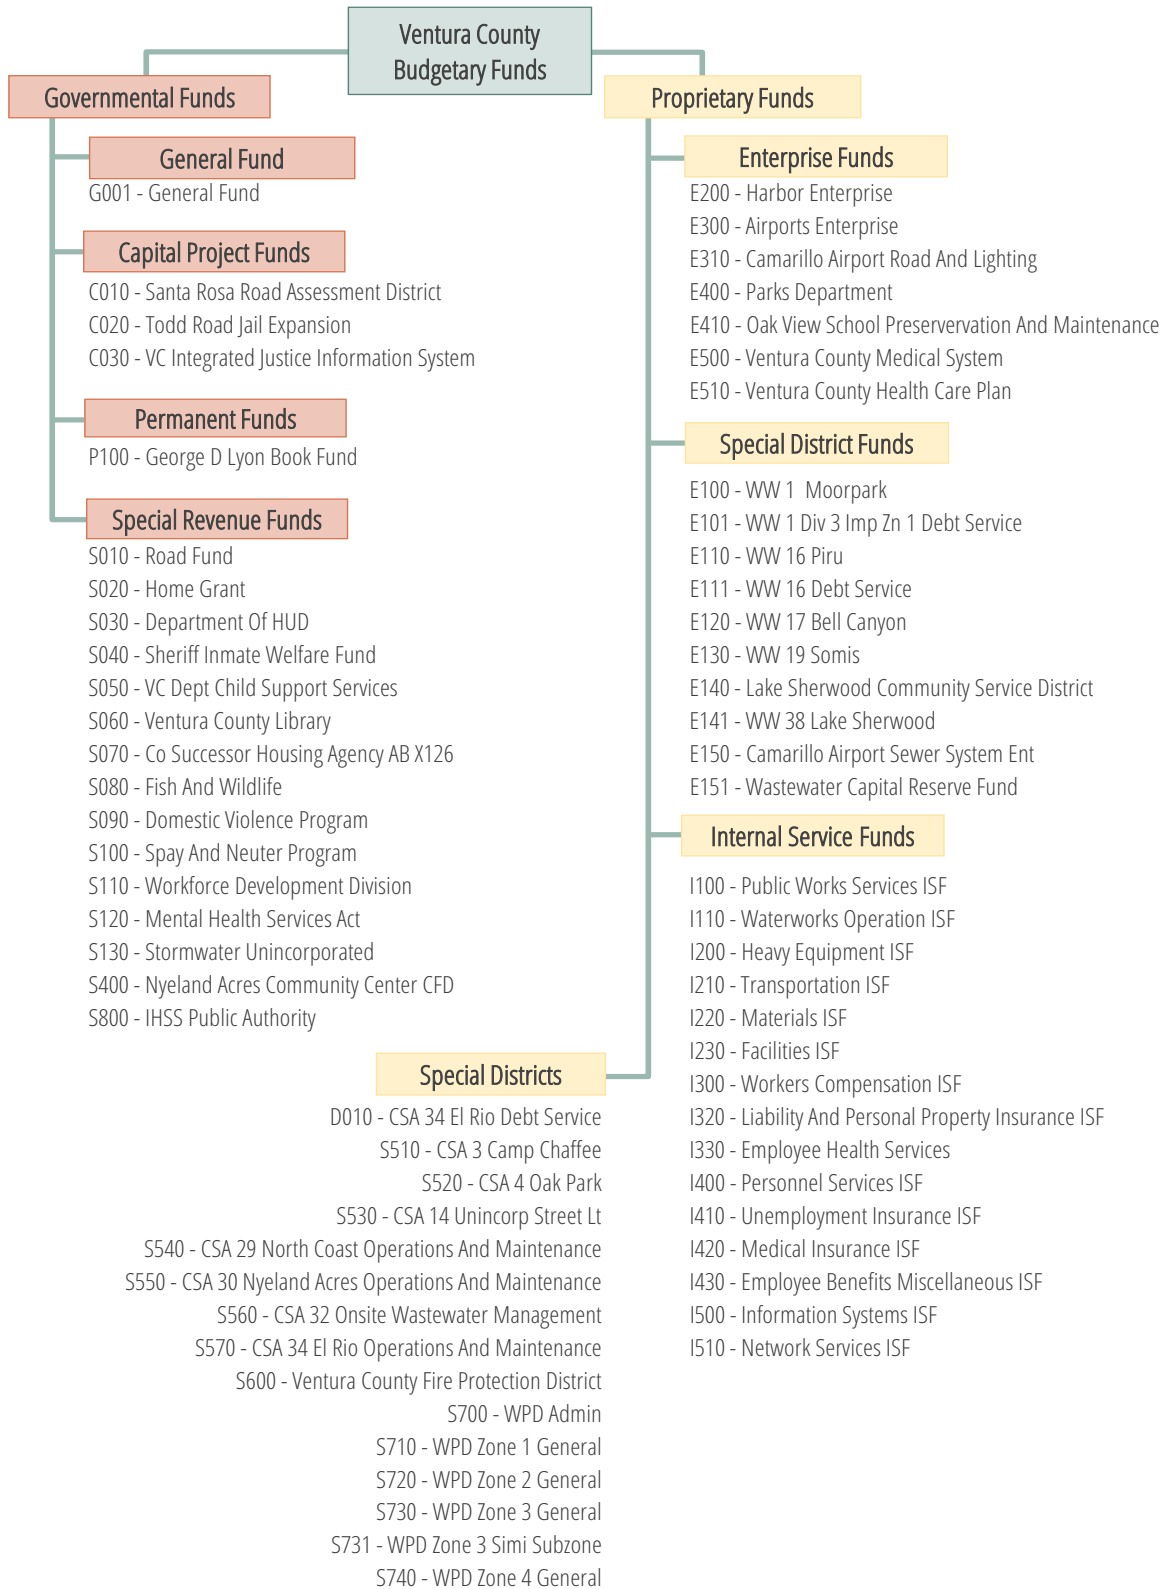 Ventura County
Budgetary Funds
Governmental Funds
General Fund
G001 - General Fund
Capital Project Funds
C010 - Santa Rosa Road Assessment District
C020 - Todd Road Jail Expansion
C030 - VC Integrated Justice Information System
Permanent Funds
P100 - George D Lyon Book Fund
Special Revenue Funds
S010 - Road Fund
S020 - Home Grant
S030 - Department Of HUD
S040 - Sheriff Inmate Welfare Fund
S050 - VC Dept Child Support Services
S060 - Ventura County Library
S070 - Co Successor Housing Agency AB X126
S080 - Fish And Wildlife
S090 - Domestic Violence Program
S100 - Spay And Neuter Program
S110 - Workforce Development Division
S120 - Mental Health Services Act
S130 - Stormwater Unincorporated
S400 - Nyeland Acres Community Center CFD
S800 - IHSS Public Authority
Proprietary Funds
Enterprise Funds
E200 - Harbor Enterprise
E300 - Airports Enterprise
E310 - Camarillo Airport Road And Lighting
E400 - Parks Department
E410 - Oak View School Preservervation And Maintenance
E500 - Ventura County Medical System
E510 - Ventura County Health Care Plan
Special District Funds
E100 - WW 1 Moorpark
E101 - WW 1 Div 3 Imp Zn 1 Debt Service
E110 - WW 16 Piru
E111 - WW 16 Debt Service
E120 - WW 17 Bell Canyon
E130 - WW 19 Somis
E140 - Lake Sherwood Community Service District
E141 - WW 38 Lake Sherwood
E150 - Camarillo Airport Sewer System Ent
E151 - Wastewater Capital Reserve Fund
Internal Service Funds
I100 - Public Works Services ISF
I110 - Waterworks Operation ISF
I200 - Heavy Equipment ISF
I210 - Transportation ISF
I220 - Materials ISF
I230 - Facilities ISF
I300 - Workers Compensation ISF
I320 - Liability And Personal Property Insurance ISF
I330 - Employee Health Services
I400 - Personnel Services ISF
I410 - Unemployment Insurance ISF
I420 - Medical Insurance ISF
I430 - Employee Benefits Miscellaneous ISF
I500 - Information Systems ISF
I510 - Network Services ISF
Special Districts
D010 - CSA 34 El Rio Debt Service
S510 - CSA 3 Camp Chaffee
S520 - CSA 4 Oak Park
S530 - CSA 14 Unincorp Street Lt
S540 - CSA 29 North Coast Operations And Maintenance
S550 - CSA 30 Nyeland Acres Operations And Maintenance
S560 - CSA 32 Onsite Wastewater Management
S570 - CSA 34 El Rio Operations And Maintenance
S600 - Ventura County Fire Protection District
S700 - WPD Admin
S710 - WPD Zone 1 General
S720 - WPD Zone 2 General
S730 - WPD Zone 3 General
S731 - WPD Zone 3 Simi Subzone
S740 - WPD Zone 4 General